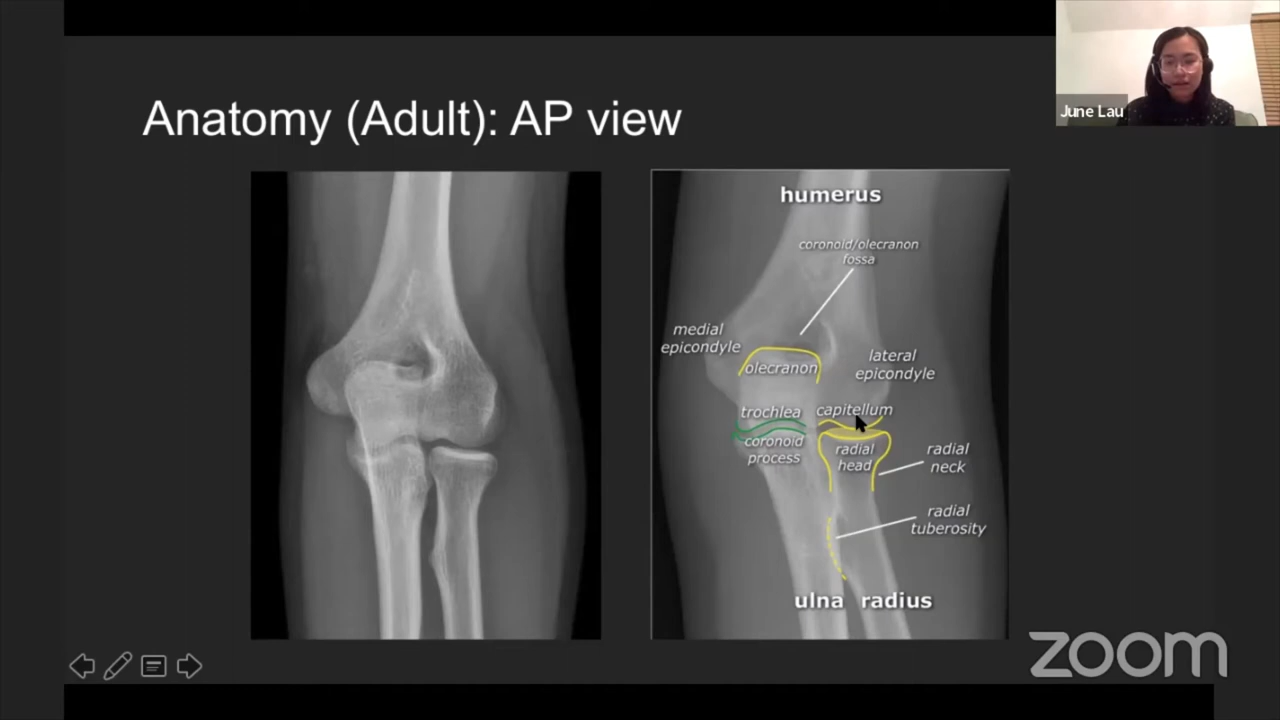 June Lau
Anatomy (Adult): AP view
humerus
coronoid/olecranon
fossa
medial
epicondyle
olecranon
lateral
epicondyle
trochlea
capitellum
coronoid
process
radial
head
radial
neck
radial
tuberosity
ulna radius
zoom